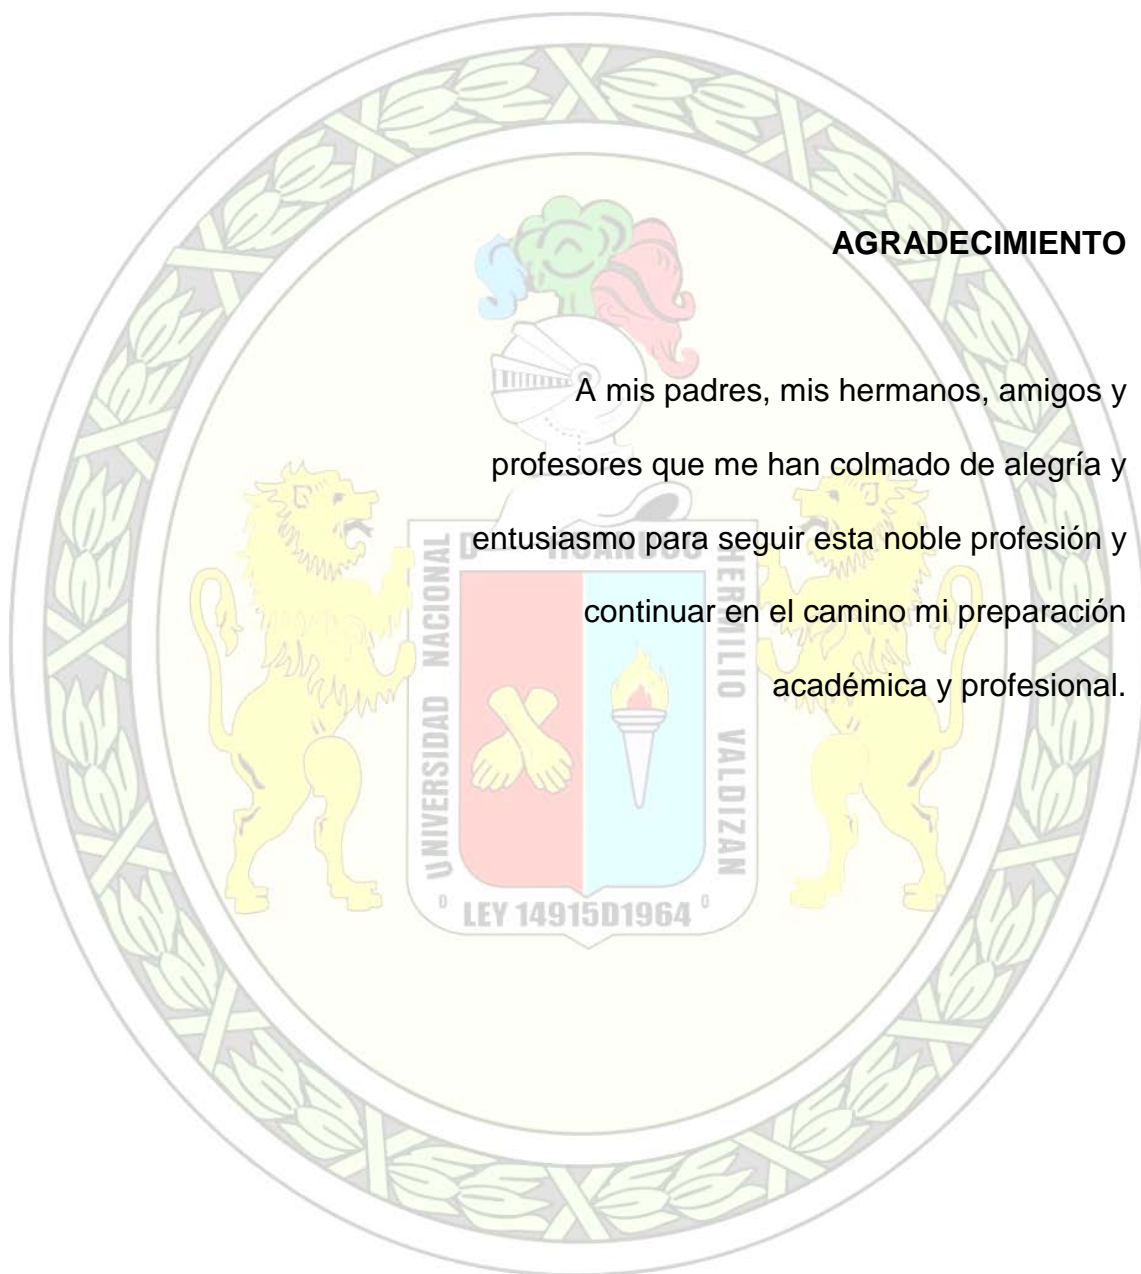 AGRADECIMIENTO
A mis padres, mis hermanos, amigos y
profesores que me han colmado de alegría y
entusiasmo para seguir esta noble profesión y
continuar en el camino mi preparación
académica y profesional.
UNIVERSIDAD NACIONAL
HERMILIO VALDIZAN
LEY 14915D1964